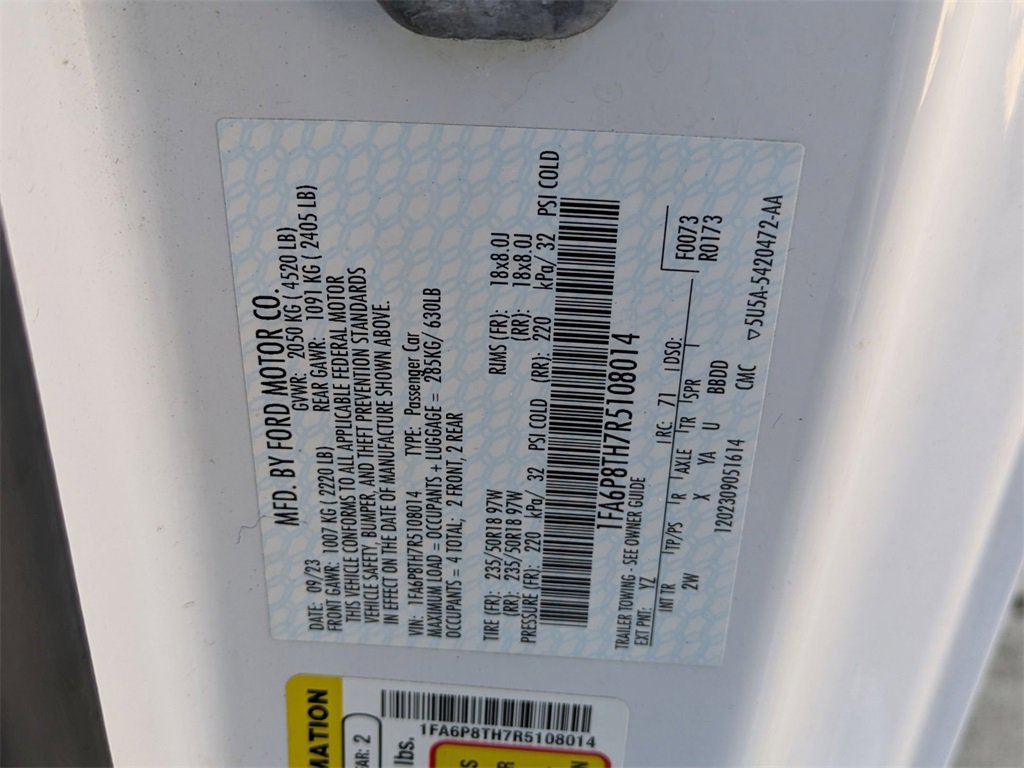 MFD. BY FORD MOTOR CO.
DATE: 09/23 GVWR: 2050 KG ( 4520 LB)
FRONT GAWR: 1007 KG ( 2220 LB) REAR GAWR: 1091 KG ( 2405 LB)
THIS VEHICLE CONFORMS TO ALL APPLICABLE FEDERAL MOTOR
VEHICLE SAFETY, BUMPER, AND THEFT PREVENTION STANDARDS
IN EFFECT ON THE DATE OF MANUFACTURE SHOWN ABOVE.
VIN: 1FA6P8TH7R5108014 TYPE: Passenger Car
MAXIMUM LOAD = OCCUPANTS + LUGGAGE = 285KG/ 630LB
OCCUPANTS = 4 TOTAL; 2 FRONT, 2 REAR
TIRE (FR): 235/50R18 97W RIMS (FR): 18x8.0J
(RR): 235/50R18 97W (RR): 18x8.0J
PRESSURE (FR): 220 kPa/ 32 PSI COLD (RR): 220 kPa/ 32 PSI COLD
1FA6P8TH7R5108014
TRAILER TOWING - SEE OWNER GUIDE
EXT PNT: YZ RC: 71 DSO: F0073
R0173
INT TR TP/PS R AXLE TR SPR
2W X YA U BBDD
1202309051614 CMC ▽5U5A-5420472-AA
MATION
AR: 2
lbs.
1FA6P8TH7R5108014